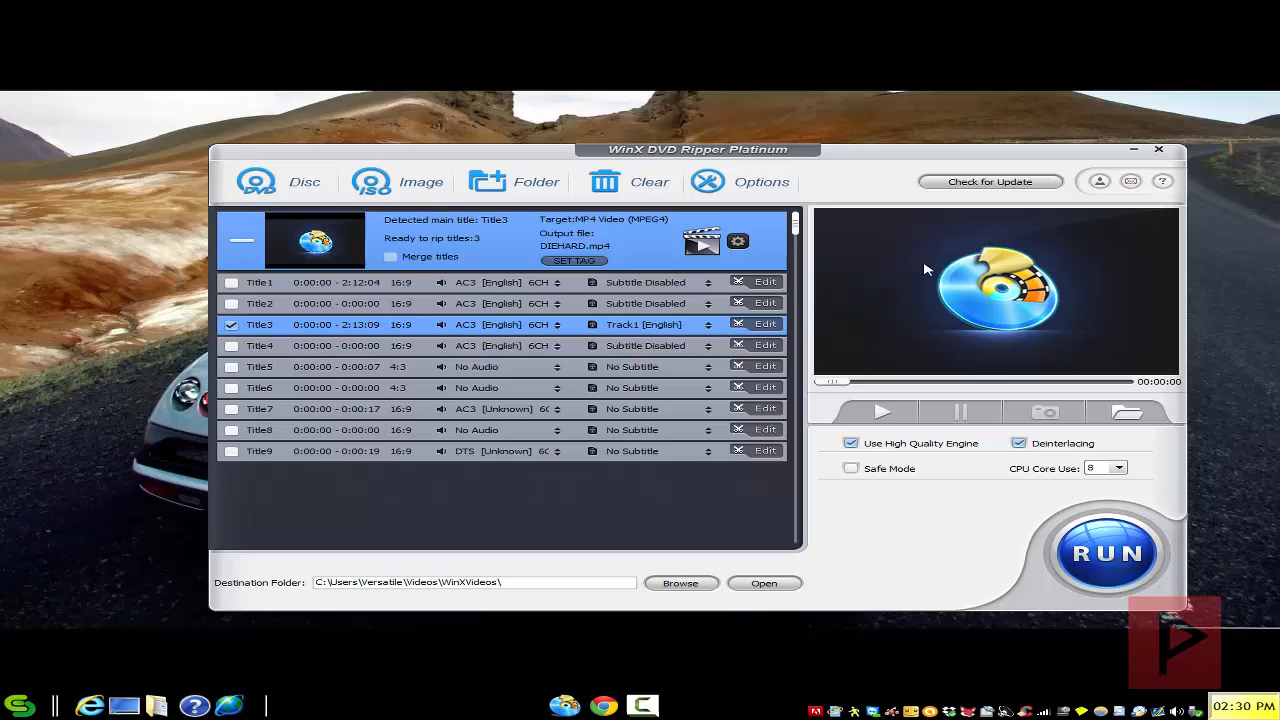 WinX DVD Ripper Platinum
DVD Disc
ISO Image
Folder
Clear
Options
Check for Update
?
Detected main title: Title3
Ready to rip titles:3
Merge titles
Target:MP4 Video (MPEG4)
Output file:
DIEHARD.mp4
SET TAG
Title1 0:00:00 - 2:12:04 16:9 AC3 [English] 6CH Subtitle Disabled Edit
Title2 0:00:00 - 0:00:00 16:9 AC3 [English] 6CH Subtitle Disabled Edit
Title3 0:00:00 - 2:13:09 16:9 AC3 [English] 6CH Track1 [English] Edit
Title4 0:00:00 - 0:00:00 16:9 AC3 [English] 6CH Subtitle Disabled Edit
Title5 0:00:00 - 0:00:07 4:3 No Audio No Subtitle Edit
Title6 0:00:00 - 0:00:00 4:3 No Audio No Subtitle Edit
Title7 0:00:00 - 0:00:17 16:9 AC3 [Unknown] 6C No Subtitle Edit
Title8 0:00:00 - 0:00:00 16:9 No Audio No Subtitle Edit
Title9 0:00:00 - 0:00:19 16:9 DTS [Unknown] 6C No Subtitle Edit
00:00:00
Use High Quality Engine
Deinterlacing
Safe Mode
CPU Core Use: 8
RUN
Destination Folder: C:\Users\Versatile\Videos\WinXVideos\ Browse Open
P
02:30 PM